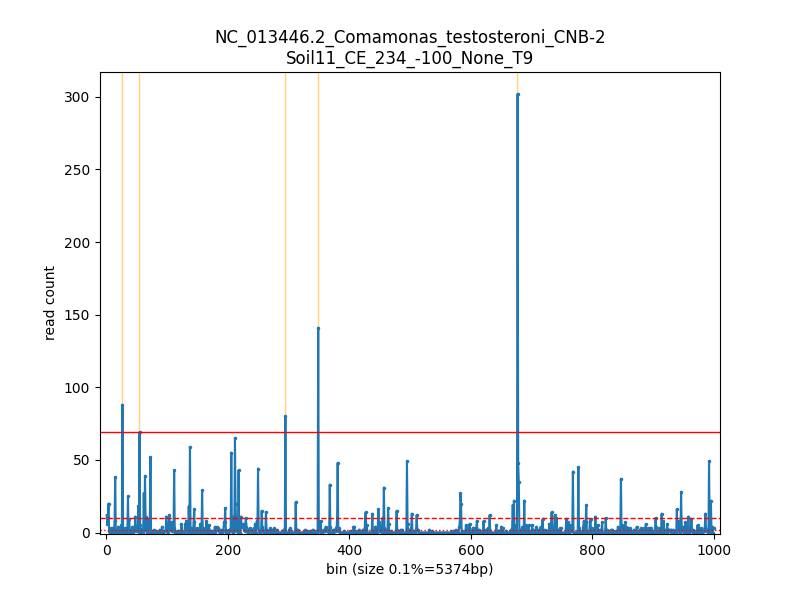 NC_013446.2_Comamonas_testosteroni_CNB-2
Soil11_CE_234_-100_None_T9
300
250
200
150
100
50
0
read count
0 200 400 600 800 1000
bin (size 0.1%=5374bp)